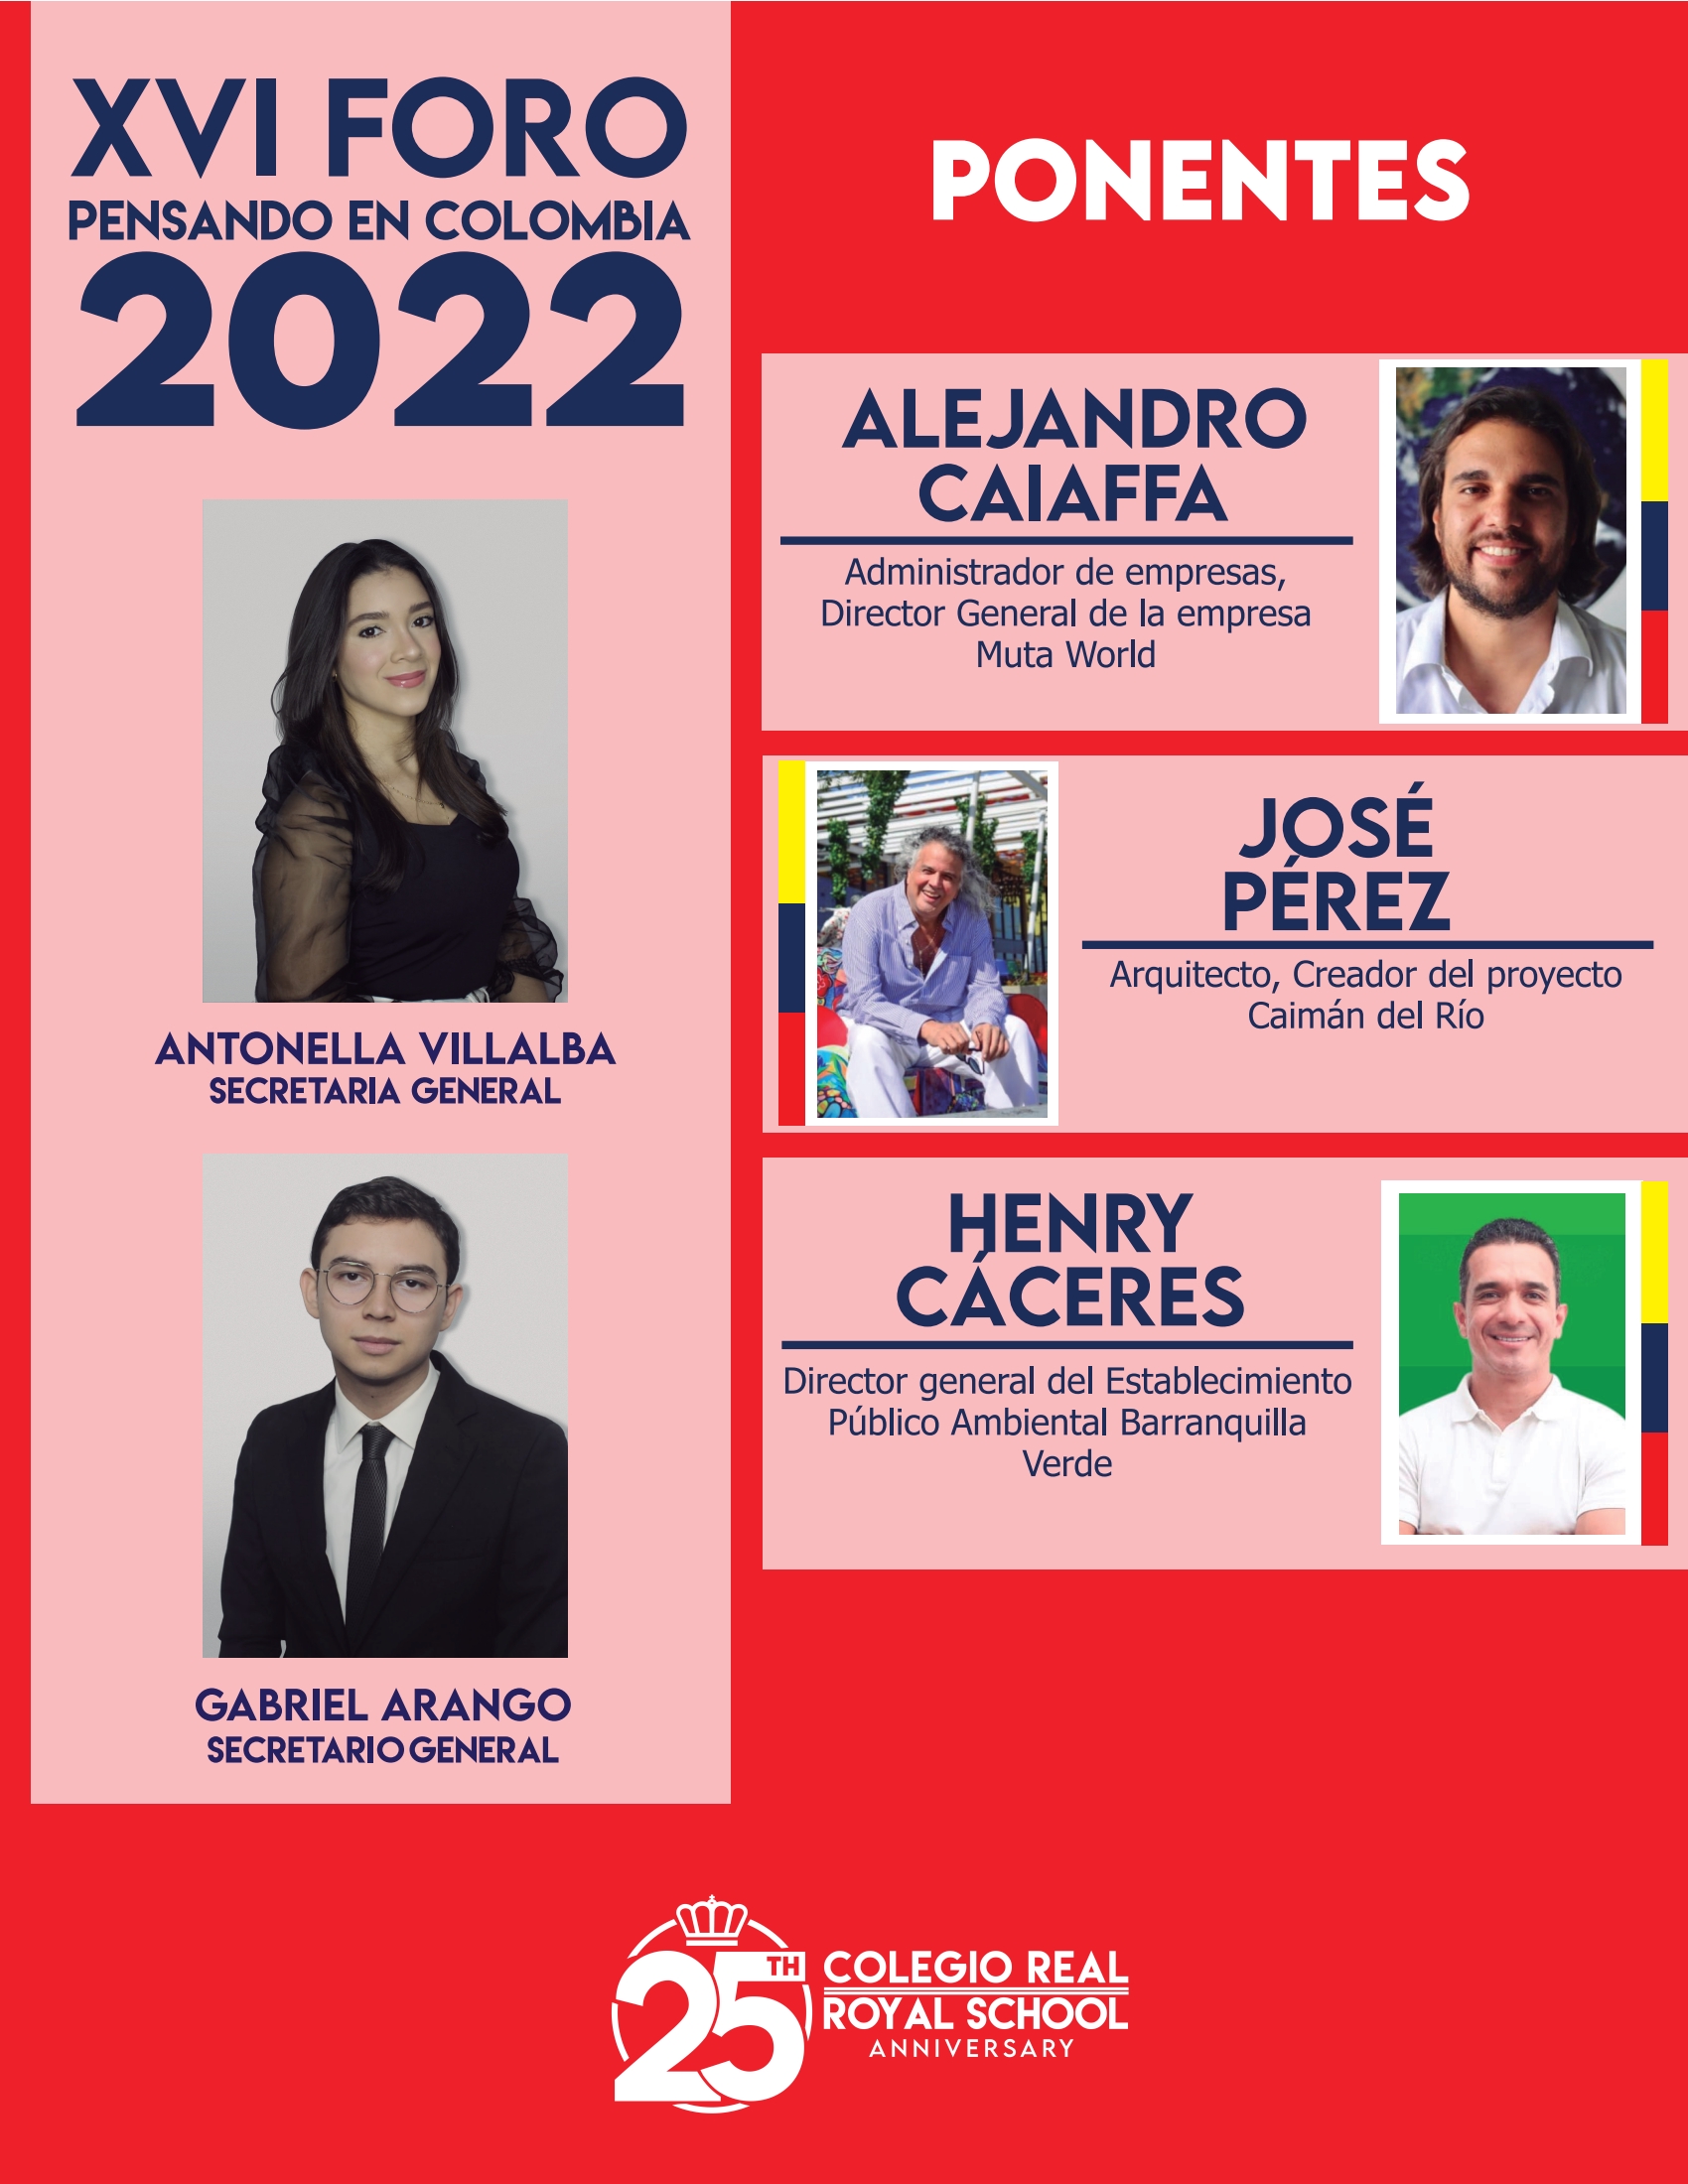 XVI FORO
PENSANDO EN COLOMBIA
2022
ANTONELLA VILLALBA
SECRETARIA GENERAL
GABRIEL ARANGO
SECRETARIO GENERAL
PONENTES
ALEJANDRO
CAIAFFA
Administrador de empresas,
Director General de la empresa
Muta World
JOSÉ
PÉREZ
Arquitecto, Creador del proyecto
Caimán del Río
HENRY
CÁCERES
Director general del Establecimiento
Público Ambiental Barranquilla
Verde
25TH
COLEGIO REAL
ROYAL SCHOOL
ANNIVERSARY